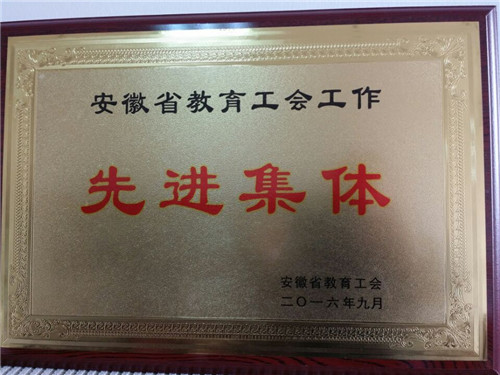 安徽省教育工会工作
先进集体
安徽省教育工会
二〇一六年九月